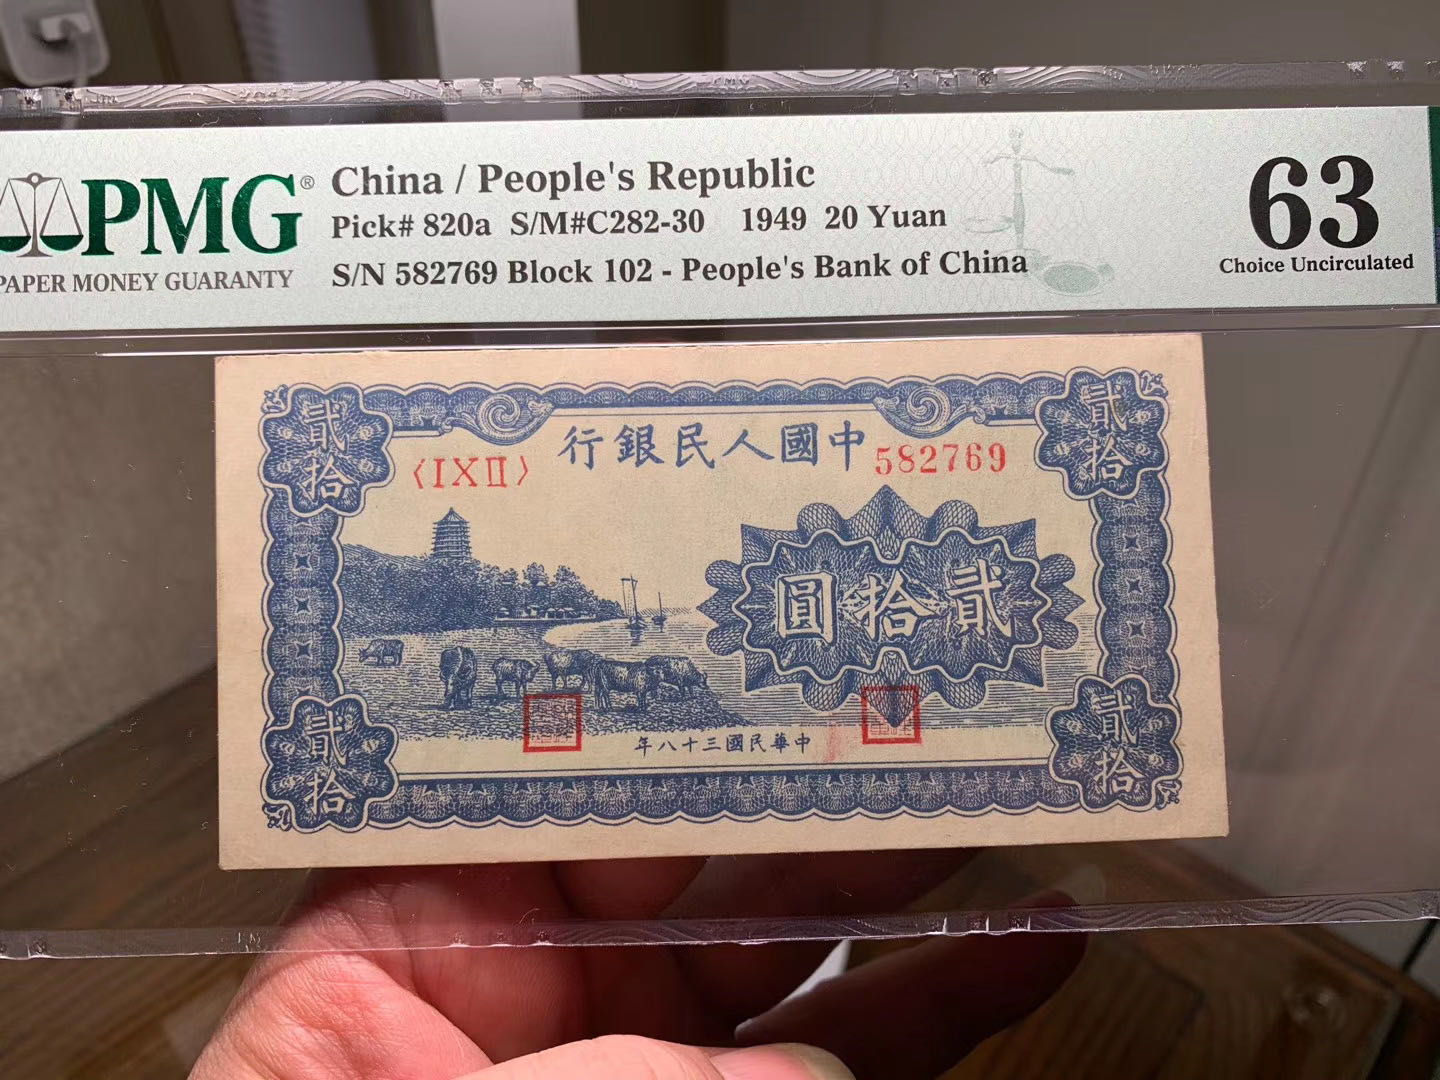 PMG®
PAPER MONEY GUARANTY
China / People's Republic
Pick# 820a S/M#C282-30 1949 20 Yuan
S/N 582769 Block 102 - People's Bank of China
63
Choice Uncirculated
貳拾
貳拾
行銀民人國中
〈IXII〉
582769
圓拾貳
年八十三國民華中
貳拾
貳拾